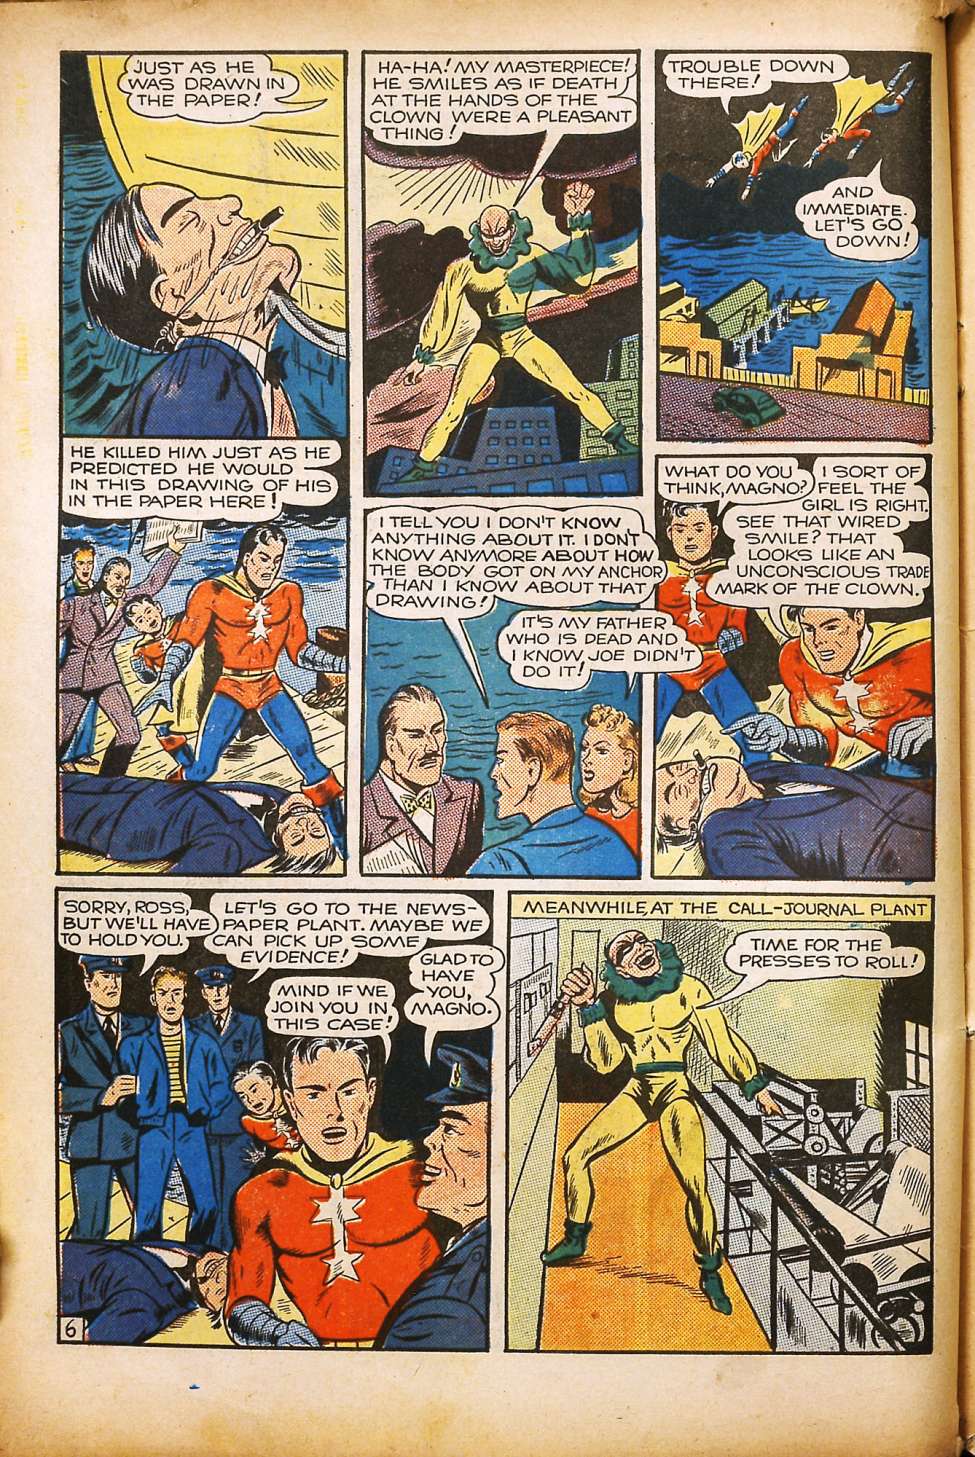 JUST AS HE
WAS DRAWN IN
THE PAPER!
HA-HA! MY MASTERPIECE!
HE SMILES AS IF DEATH
AT THE HANDS OF THE
CLOWN WERE A PLEASANT
THING!
TROUBLE DOWN
THERE!
AND
IMMEDIATE.
LET'S GO
DOWN!
HE KILLED HIM JUST AS HE
PREDICTED HE WOULD
IN THIS DRAWING OF HIS
IN THE PAPER HERE!
I TELL YOU I DON'T KNOW
ANYTHING ABOUT IT. I DON'T
KNOW ANYMORE ABOUT HOW
THE BODY GOT ON MY ANCHOR
THAN I KNOW ABOUT THAT
DRAWING!
IT'S MY FATHER
WHO IS DEAD AND
I KNOW JOE DIDN'T
DO IT!
WHAT DO YOU
THINK, MAGNO?
I SORT OF
FEEL THE
GIRL IS RIGHT.
SEE THAT WIRED
SMILE? THAT
LOOKS LIKE AN
UNCONSCIOUS TRADE
MARK OF THE CLOWN.
SORRY, ROSS,
BUT WE'LL HAVE
TO HOLD YOU.
LET'S GO TO THE NEWS-
PAPER PLANT. MAYBE WE
CAN PICK UP SOME
EVIDENCE!
MIND IF WE
JOIN YOU IN
THIS CASE!
GLAD TO
HAVE
YOU,
MAGNO.
6
MEANWHILE, AT THE CALL-JOURNAL PLANT
TIME FOR THE
PRESSES TO ROLL!